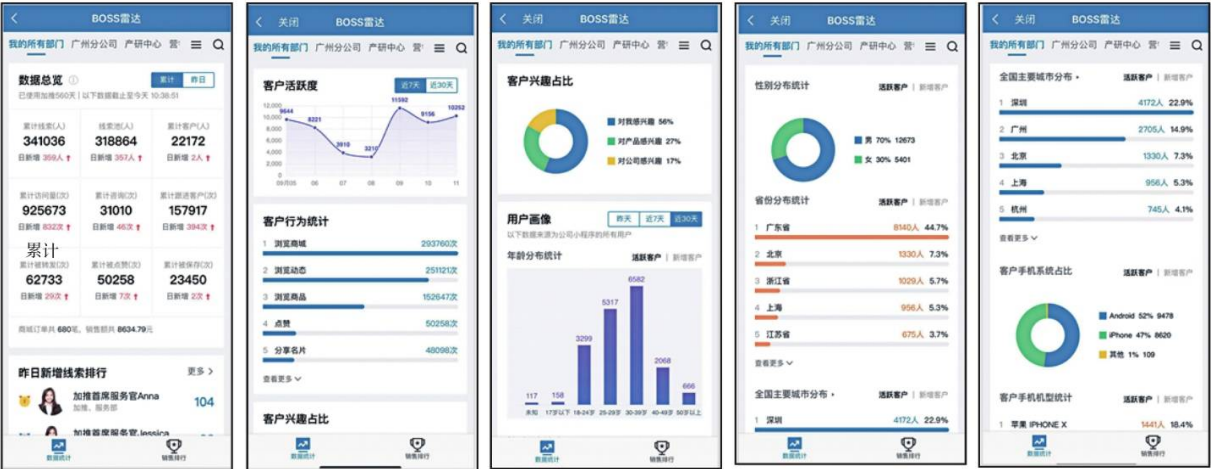 BOSS雷达
我的所有部门 广州分公司 产研中心 营
数据总览
累计 昨日
已使用加推560天 | 以下数据截止至今天 10:38:51
累计线索(人) 线索池(人) 累计客户(人)
341036 318864 22172
日新增 359人 日新增 357人 日新增 2人
累计访问量(次) 累计咨询(次) 累计跟进客户(次)
925673 31010 157917
日新增 832次 日新增 46次 日新增 394次
累计
累计被转发(次) 累计被点赞(次) 累计被保存(次)
62733 50258 23450
日新增 29次 日新增 7次 日新增 2次
商城订单共 680笔, 销售额共 8634.79元
昨日新增线索排行 更多
加推首席服务官Anna 104
加推、服务部
加推首席服务官Jessica
数据统计 销售排行
关闭 BOSS雷达
我的所有部门 广州分公司 产研中心 营
客户活跃度
近7天 近30天
12,000
10,000
8,000
6,000
4,000
2,000
0
9644 8221 3910 3210 11592 9156 10252
09月05 06 07 08 09 10 11
客户行为统计
1 浏览商城 293760次
2 浏览动态 251121次
3 浏览商品 152647次
4 点赞 50258次
5 分享名片 48098次
查看更多
客户兴趣占比
数据统计 销售排行
关闭 BOSS雷达
我的所有部门 广州分公司 产研中心 营
客户兴趣占比
对我感兴趣 56%
对产品感兴趣 27%
对公司感兴趣 17%
用户画像
昨天 近7天 近30天
以下数据来源为公司小程序的所有用户
年龄分布统计 活跃客户 | 新增客户
117 158 3299 5317 6582 2068 666
未知 17岁以下 18-24岁 25-29岁 30-39岁 40-49岁 50岁以上
数据统计 销售排行
关闭 BOSS雷达
我的所有部门 广州分公司 产研中心 营
性别分布统计 活跃客户 | 新增客户
男 70% 12673
女 30% 5401
省份分布统计 活跃客户 | 新增客户
1 广东省 8140人 44.7%
2 北京 1330人 7.3%
3 浙江省 1029人 5.7%
4 上海 956人 5.3%
5 江苏省 675人 3.7%
查看更多
全国主要城市分布 活跃客户 | 新增客户
1 深圳 4172人 22.9%
数据统计 销售排行
关闭 BOSS雷达
我的所有部门 广州分公司 产研中心 营
全国主要城市分布 活跃客户 | 新增客户
1 深圳 4172人 22.9%
2 广州 2705人 14.9%
3 北京 1330人 7.3%
4 上海 956人 5.3%
5 杭州 745人 4.1%
查看更多
客户手机系统占比 活跃客户 | 新增客户
Android 52% 9478
iPhone 47% 8620
其他 1% 109
客户手机机型统计 活跃客户 | 新增客户
1 苹果 IPHONE X 1441人 18.4%
数据统计 销售排行